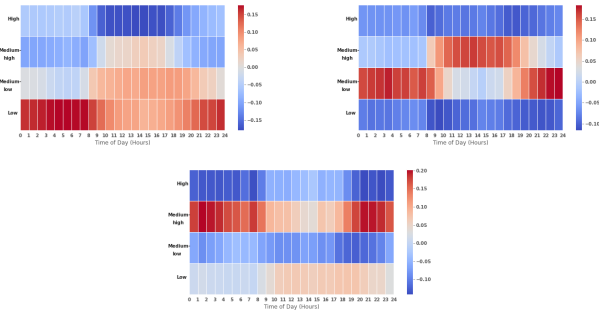 High
Medium-
high
Medium-
low
Low
0 1 2 3 4 5 6 7 8 9 10 11 12 13 14 15 16 17 18 19 20 21 22 23 24
Time of Day (Hours)
0.15
0.10
0.05
0.00
−0.05
−0.10
−0.15
High
Medium-
high
Medium-
low
Low
0 1 2 3 4 5 6 7 8 9 10 11 12 13 14 15 16 17 18 19 20 21 22 23 24
Time of Day (Hours)
0.15
0.10
0.05
0.00
−0.05
−0.10
High
Medium-
high
Medium-
low
Low
0 1 2 3 4 5 6 7 8 9 10 11 12 13 14 15 16 17 18 19 20 21 22 23 24
Time of Day (Hours)
0.20
0.15
0.10
0.05
0.00
−0.05
−0.10